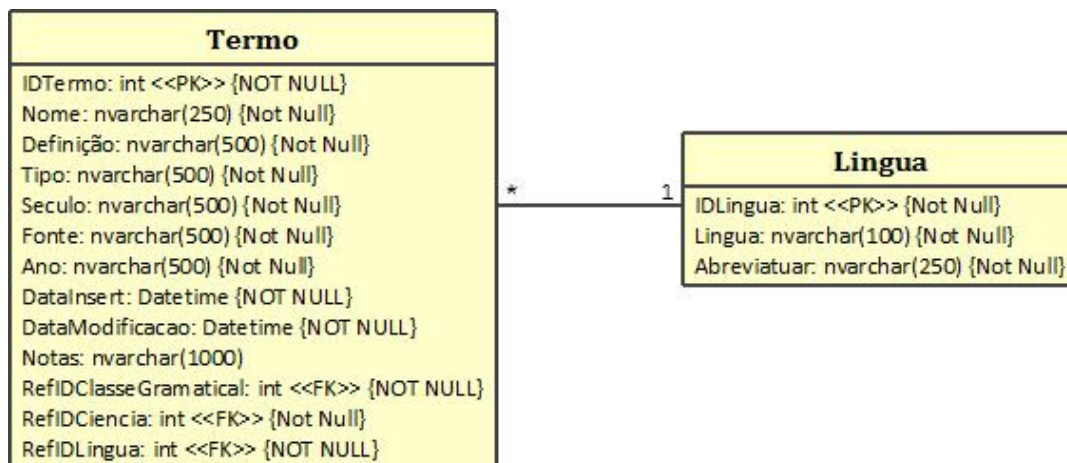 Termo
IDTermo: int <<PK>> {NOT NULL}
Nome: nvarchar(250) {Not Null}
Definição: nvarchar(500) {Not Null}
Tipo: nvarchar(500) {Not Null}
Seculo: nvarchar(500) {Not Null}
Fonte: nvarchar(500) {Not Null}
Ano: nvarchar(500) {Not Null}
DataInsert: Datetime {NOT NULL}
DataModificacao: Datetime {NOT NULL}
Notas: nvarchar(1000)
RefIDClasseGramatical: int <<FK>> {NOT NULL}
RefIDCiencia: int <<FK>> {Not Null}
RefIDLingua: int <<FK>> {NOT NULL}
* 1
Lingua
IDLingua: int <<PK>> {Not Null}
Lingua: nvarchar(100) {Not Null}
Abreviatuar: nvarchar(250) {Not Null}